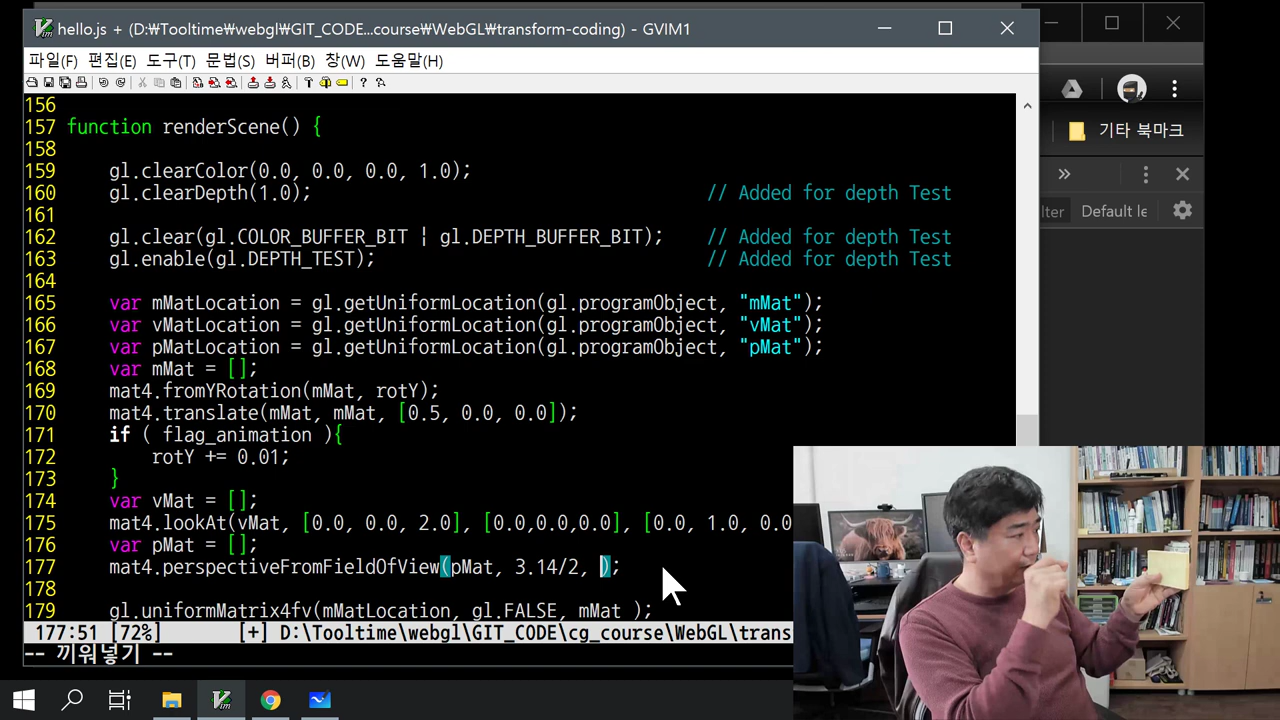 hello.js + (D:₩Tooltime₩webgl₩GIT_CODE...course₩WebGL₩transform-coding) - GVIM1
파일(F) 편집(E) 도구(T) 문법(S) 버퍼(B) 창(W) 도움말(H)
기타 북마크
lter Default le
156
157 function renderScene() {
158
159 gl.clearColor(0.0, 0.0, 0.0, 1.0);
160 gl.clearDepth(1.0); // Added for depth Test
161
162 gl.clear(gl.COLOR_BUFFER_BIT | gl.DEPTH_BUFFER_BIT); // Added for depth Test
163 gl.enable(gl.DEPTH_TEST); // Added for depth Test
164
165 var mMatLocation = gl.getUniformLocation(gl.programObject, "mMat");
166 var vMatLocation = gl.getUniformLocation(gl.programObject, "vMat");
167 var pMatLocation = gl.getUniformLocation(gl.programObject, "pMat");
168 var mMat = [];
169 mat4.fromYRotation(mMat, rotY);
170 mat4.translate(mMat, mMat, [0.5, 0.0, 0.0]);
171 if ( flag_animation ){
172 rotY += 0.01;
173 }
174 var vMat = [];
175 mat4.lookAt(vMat, [0.0, 0.0, 2.0], [0.0,0.0,0.0], [0.0, 1.0, 0.0
176 var pMat = [];
177 mat4.perspectiveFromFieldOfView(pMat, 3.14/2, );
178
179 gl.uniformMatrix4fv(mMatLocation, gl.FALSE, mMat );
177:51 [72%] [+] D:\Tooltime\webgl\GIT_CODE\cg_course\WebGL\trans
-- 끼워넣기 --